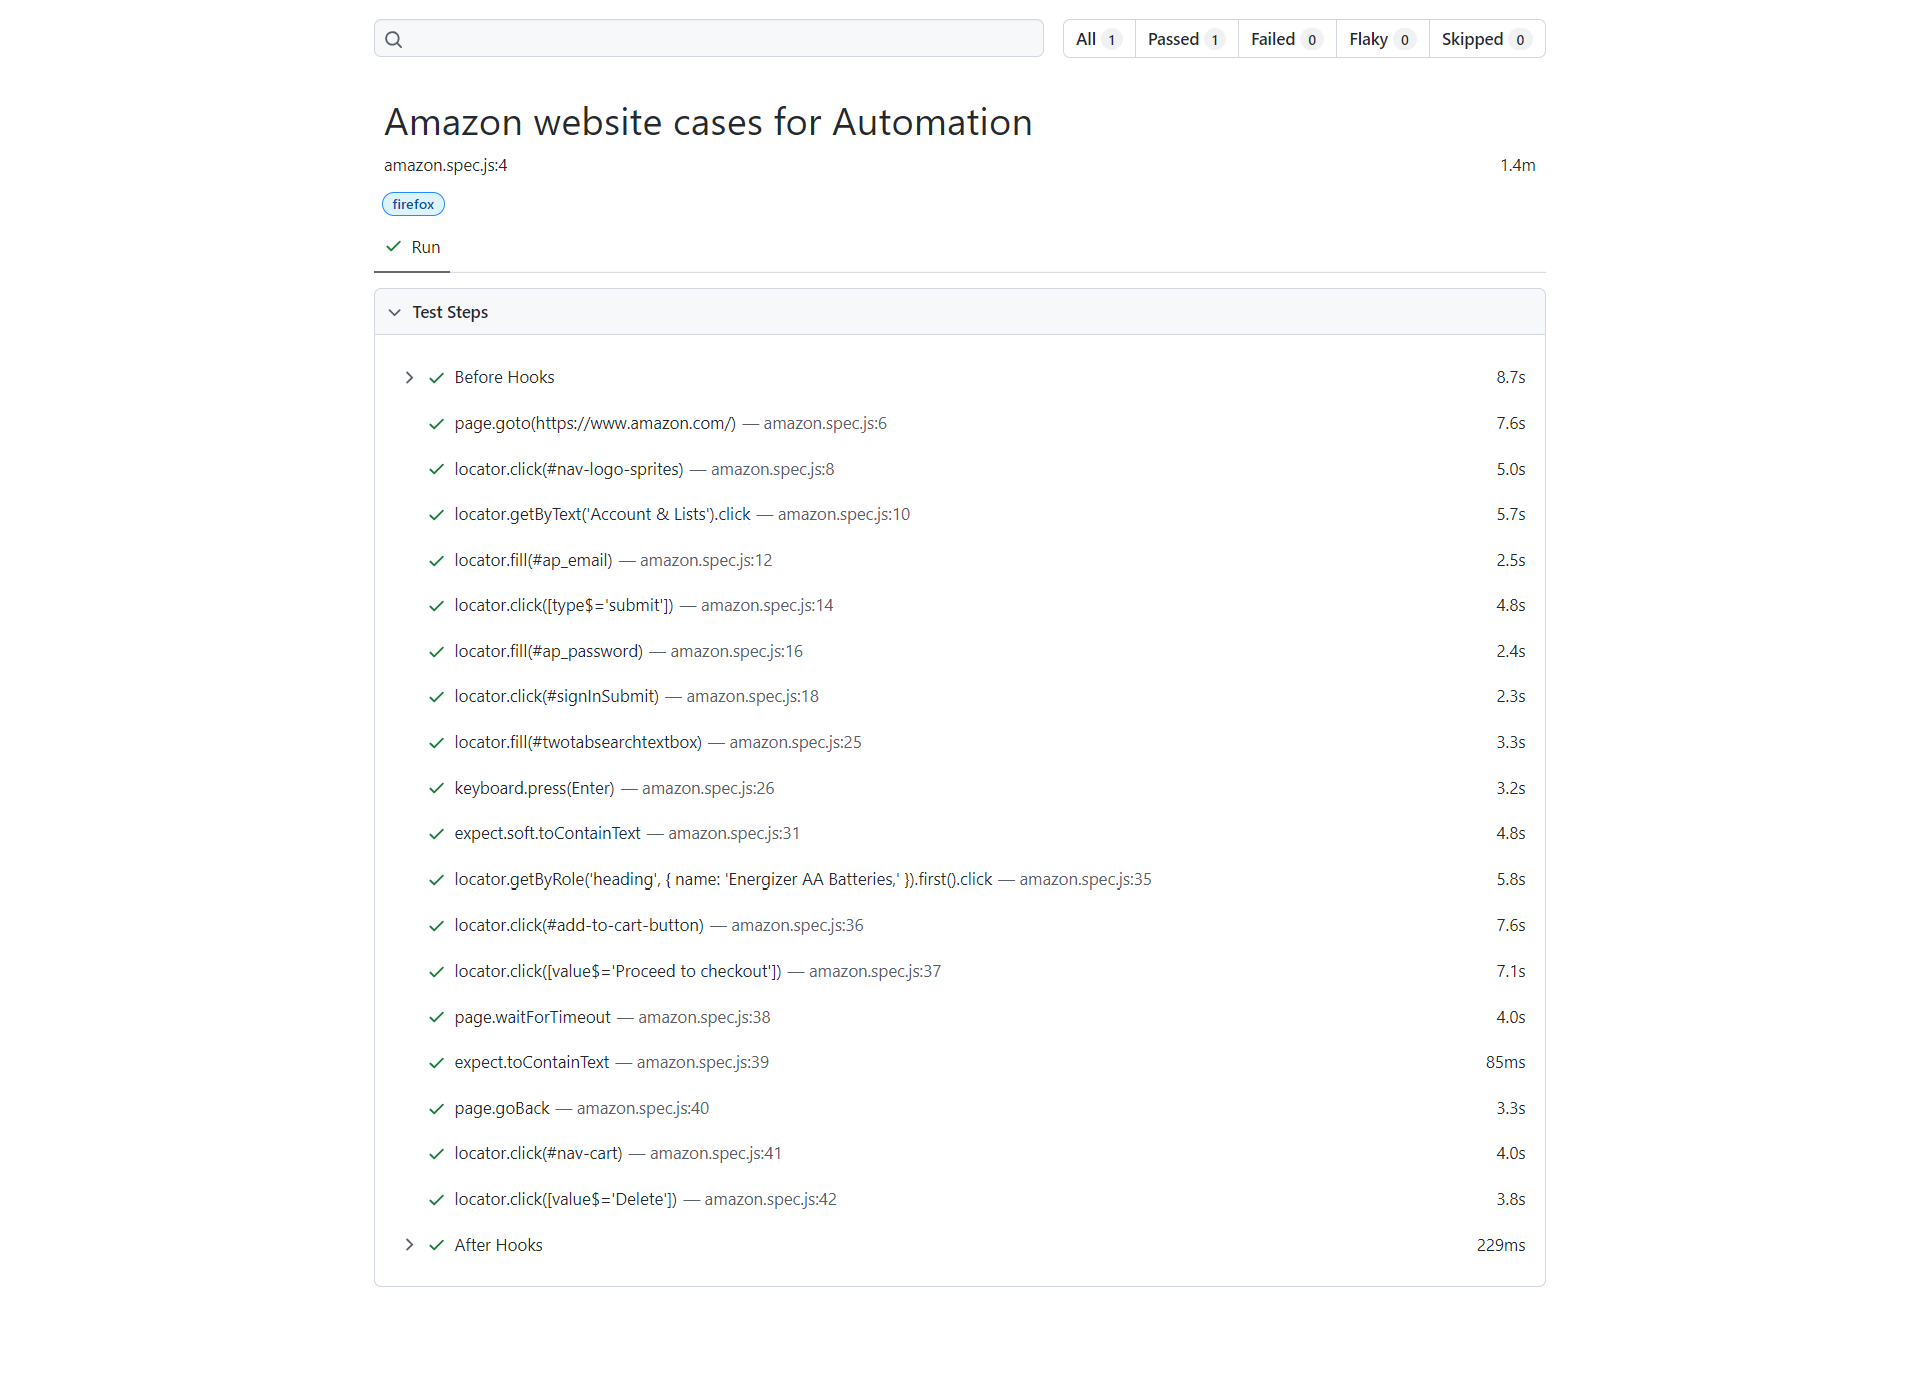 All 1 Passed 1 Failed 0 Flaky 0 Skipped 0
Amazon website cases for Automation
amazon.spec.js:4 1.4m
firefox
Run
Test Steps
Before Hooks 8.7s
page.goto(https://www.amazon.com/) — amazon.spec.js:6 7.6s
locator.click(#nav-logo-sprites) — amazon.spec.js:8 5.0s
locator.getByText('Account & Lists').click — amazon.spec.js:10 5.7s
locator.fill(#ap_email) — amazon.spec.js:12 2.5s
locator.click([type$='submit']) — amazon.spec.js:14 4.8s
locator.fill(#ap_password) — amazon.spec.js:16 2.4s
locator.click(#signInSubmit) — amazon.spec.js:18 2.3s
locator.fill(#twotabsearchtextbox) — amazon.spec.js:25 3.3s
keyboard.press(Enter) — amazon.spec.js:26 3.2s
expect.soft.toContainText — amazon.spec.js:31 4.8s
locator.getByRole('heading', { name: 'Energizer AA Batteries,' }).first().click — amazon.spec.js:35 5.8s
locator.click(#add-to-cart-button) — amazon.spec.js:36 7.6s
locator.click([value$='Proceed to checkout']) — amazon.spec.js:37 7.1s
page.waitForTimeout — amazon.spec.js:38 4.0s
expect.toContainText — amazon.spec.js:39 85ms
page.goBack — amazon.spec.js:40 3.3s
locator.click(#nav-cart) — amazon.spec.js:41 4.0s
locator.click([value$='Delete']) — amazon.spec.js:42 3.8s
After Hooks 229ms